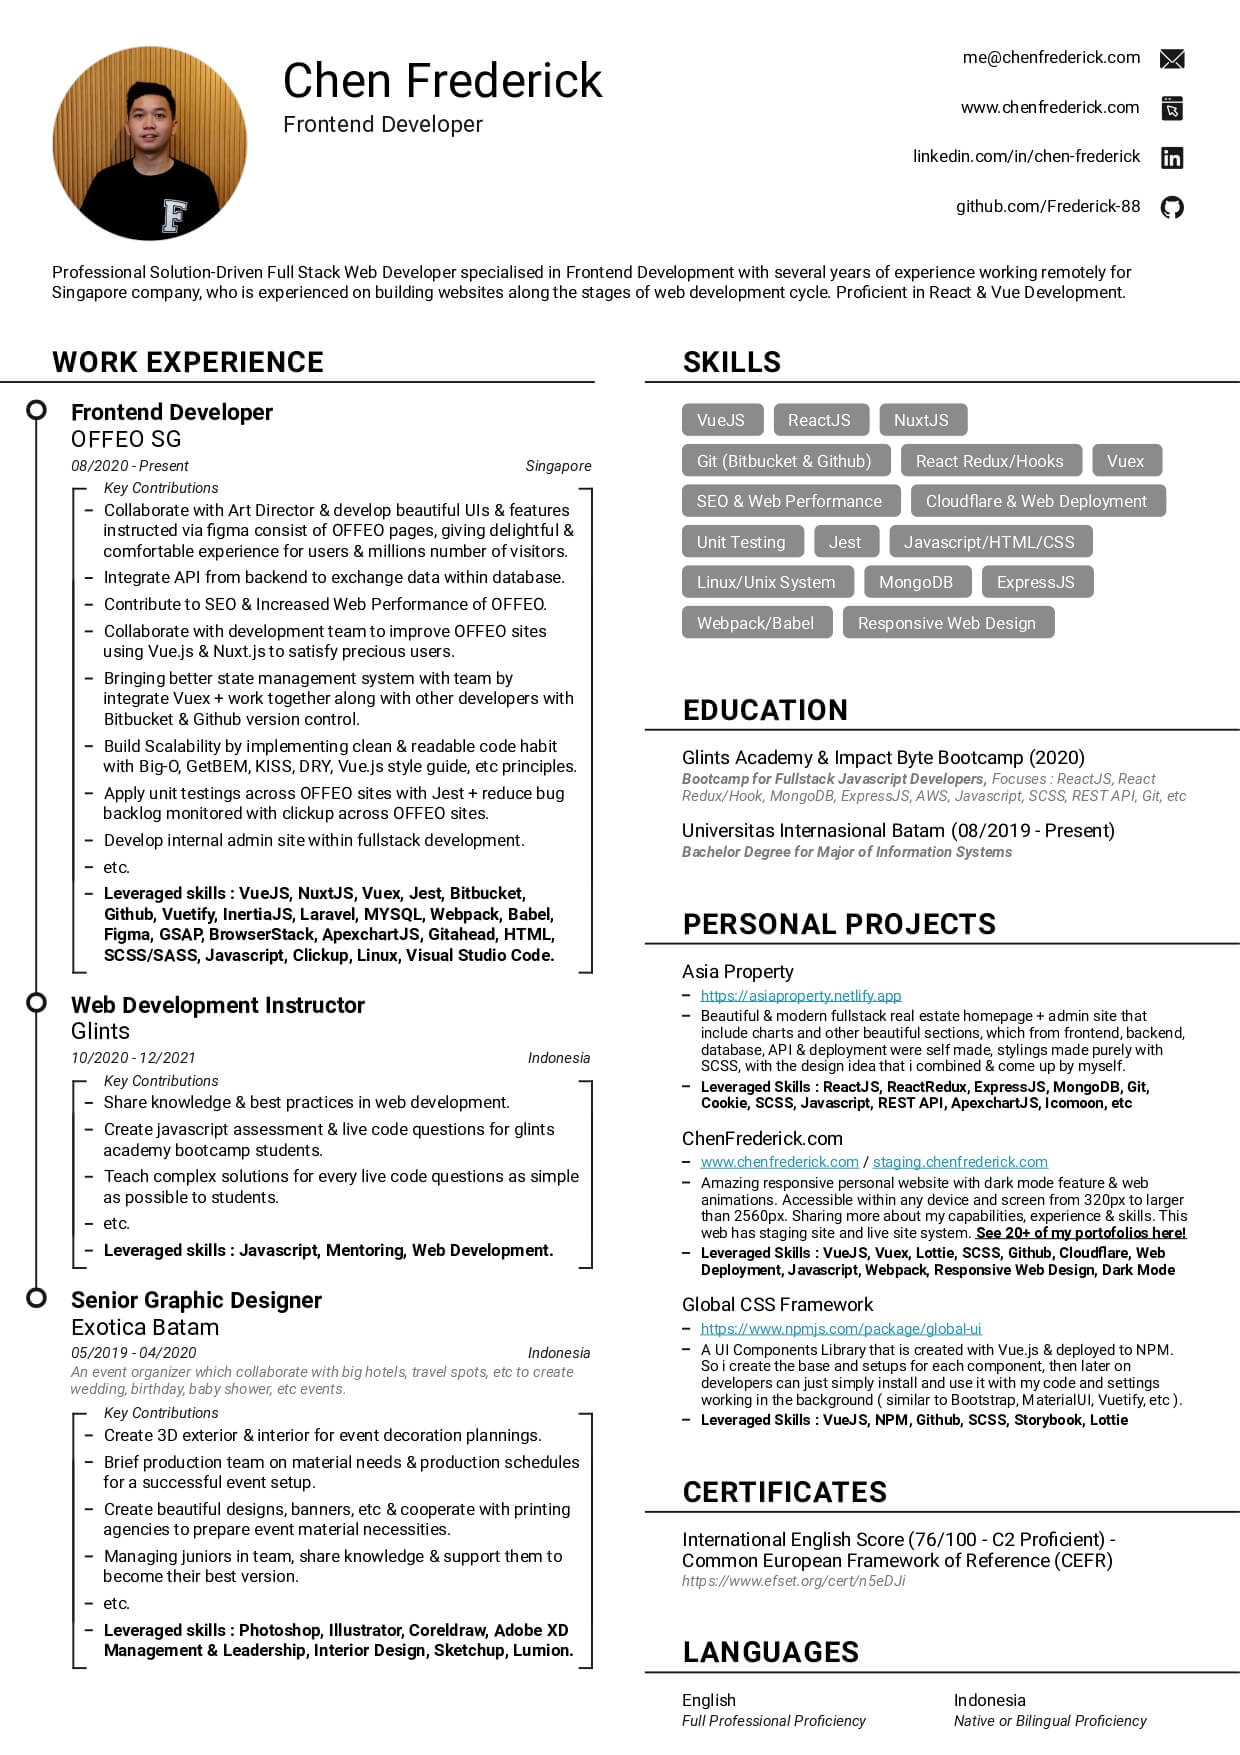 Chen Frederick
Frontend Developer
me@chenfrederick.com
www.chenfrederick.com
linkedin.com/in/chen-frederick
github.com/Frederick-88
F
Professional Solution-Driven Full Stack Web Developer specialised in Frontend Development with several years of experience working remotely for
Singapore company, who is experienced on building websites along the stages of web development cycle. Proficient in React & Vue Development.
WORK EXPERIENCE
Frontend Developer
OFFEO SG
08/2020 - Present Singapore
Key Contributions
– Collaborate with Art Director & develop beautiful UIs & features
instructed via figma consist of OFFEO pages, giving delightful &
comfortable experience for users & millions number of visitors.
– Integrate API from backend to exchange data within database.
– Contribute to SEO & Increased Web Performance of OFFEO.
– Collaborate with development team to improve OFFEO sites
using Vue.js & Nuxt.js to satisfy precious users.
– Bringing better state management system with team by
integrate Vuex + work together along with other developers with
Bitbucket & Github version control.
– Build Scalability by implementing clean & readable code habit
with Big-O, GetBEM, KISS, DRY, Vue.js style guide, etc principles.
– Apply unit testings across OFFEO sites with Jest + reduce bug
backlog monitored with clickup across OFFEO sites.
– Develop internal admin site within fullstack development.
– etc.
– Leveraged skills : VueJS, NuxtJS, Vuex, Jest, Bitbucket,
Github, Vuetify, InertiaJS, Laravel, MYSQL, Webpack, Babel,
Figma, GSAP, BrowserStack, ApexchartJS, Gitahead, HTML,
SCSS/SASS, Javascript, Clickup, Linux, Visual Studio Code.
Web Development Instructor
Glints
10/2020 - 12/2021 Indonesia
Key Contributions
– Share knowledge & best practices in web development.
– Create javascript assessment & live code questions for glints
academy bootcamp students.
– Teach complex solutions for every live code questions as simple
as possible to students.
– etc.
– Leveraged skills : Javascript, Mentoring, Web Development.
Senior Graphic Designer
Exotica Batam
05/2019 - 04/2020 Indonesia
An event organizer which collaborate with big hotels, travel spots, etc to create
wedding, birthday, baby shower, etc events.
Key Contributions
– Create 3D exterior & interior for event decoration plannings.
– Brief production team on material needs & production schedules
for a successful event setup.
– Create beautiful designs, banners, etc & cooperate with printing
agencies to prepare event material necessities.
– Managing juniors in team, share knowledge & support them to
become their best version.
– etc.
– Leveraged skills : Photoshop, Illustrator, Coreldraw, Adobe XD
Management & Leadership, Interior Design, Sketchup, Lumion.
SKILLS
VueJS ReactJS NuxtJS
Git (Bitbucket & Github) React Redux/Hooks Vuex
SEO & Web Performance Cloudflare & Web Deployment
Unit Testing Jest Javascript/HTML/CSS
Linux/Unix System MongoDB ExpressJS
Webpack/Babel Responsive Web Design
EDUCATION
Glints Academy & Impact Byte Bootcamp (2020)
Bootcamp for Fullstack Javascript Developers, Focuses : ReactJS, React
Redux/Hook, MongoDB, ExpressJS, AWS, Javascript, SCSS, REST API, Git, etc
Universitas Internasional Batam (08/2019 - Present)
Bachelor Degree for Major of Information Systems
PERSONAL PROJECTS
Asia Property
– https://asiaproperty.netlify.app
– Beautiful & modern fullstack real estate homepage + admin site that
include charts and other beautiful sections, which from frontend, backend,
database, API & deployment were self made, stylings made purely with
SCSS, with the design idea that i combined & come up by myself.
– Leveraged Skills : ReactJS, ReactRedux, ExpressJS, MongoDB, Git,
Cookie, SCSS, Javascript, REST API, ApexchartJS, Icomoon, etc
ChenFrederick.com
– www.chenfrederick.com / staging.chenfrederick.com
– Amazing responsive personal website with dark mode feature & web
animations. Accessible within any device and screen from 320px to larger
than 2560px. Sharing more about my capabilities, experience & skills. This
web has staging site and live site system. See 20+ of my portofolios here!
– Leveraged Skills : VueJS, Vuex, Lottie, SCSS, Github, Cloudflare, Web
Deployment, Javascript, Webpack, Responsive Web Design, Dark Mode
Global CSS Framework
– https://www.npmjs.com/package/global-ui
– A UI Components Library that is created with Vue.js & deployed to NPM.
So i create the base and setups for each component, then later on
developers can just simply install and use it with my code and settings
working in the background ( similar to Bootstrap, MaterialUI, Vuetify, etc ).
– Leveraged Skills : VueJS, NPM, Github, SCSS, Storybook, Lottie
CERTIFICATES
International English Score (76/100 - C2 Proficient) -
Common European Framework of Reference (CEFR)
https://www.efset.org/cert/n5eDJi
LANGUAGES
English Indonesia
Full Professional Proficiency Native or Bilingual Proficiency